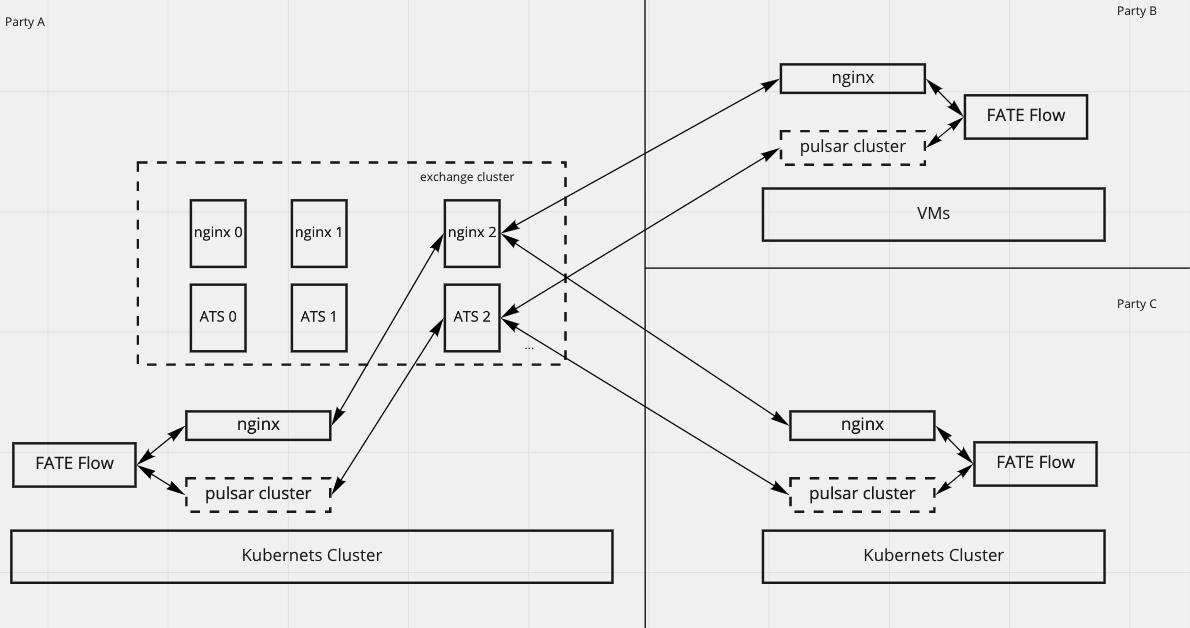 Party A
exchange cluster
nginx 0
nginx 1
nginx 2
ATS 0
ATS 1
ATS 2
...
nginx
FATE Flow
pulsar cluster
Kubernets Cluster
Party B
nginx
FATE Flow
pulsar cluster
VMs
Party C
nginx
FATE Flow
pulsar cluster
Kubernets Cluster